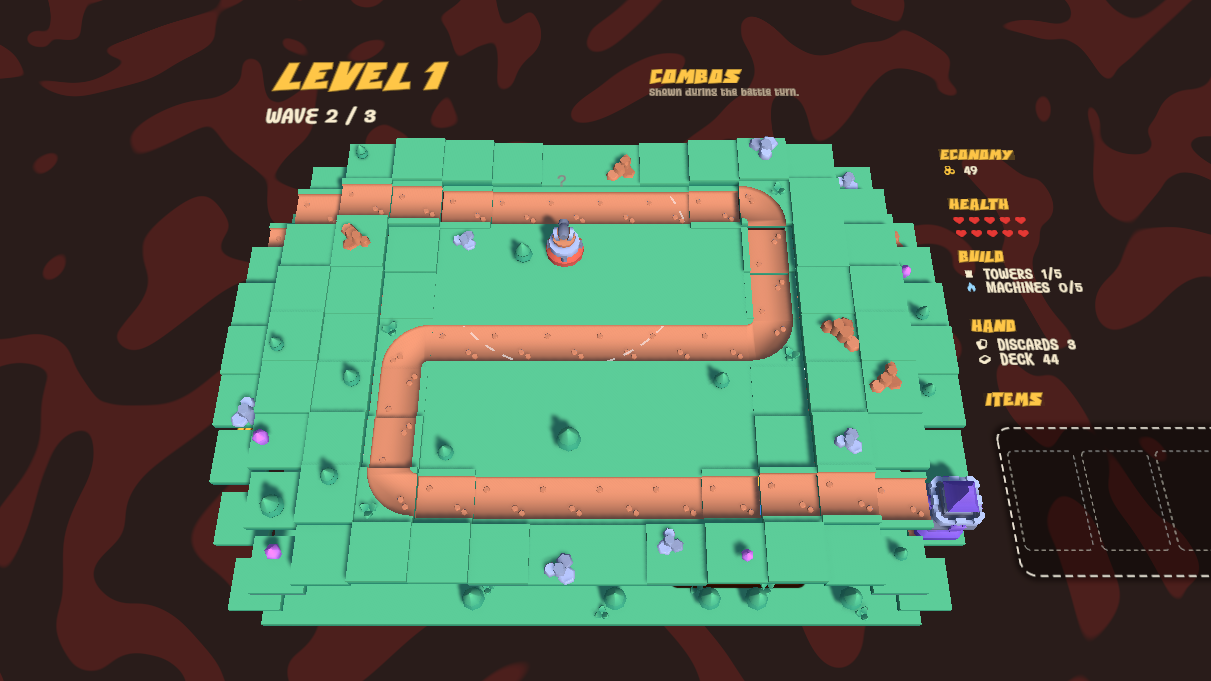 LEVEL 1
WAVE 2 / 3
COMBOS
Shown during the battle turn.
?
ECONOMY
49
HEALTH
BUILD
TOWERS 1/5
MACHINES 0/5
HAND
DISCARDS 3
DECK 44
ITEMS